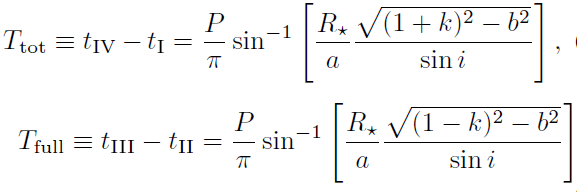 T_tot ≡ t_IV − t_I = P/π sin⁻¹ [ R⋆/a √((1 + k)² − b²)/sin i ] , (
T_full ≡ t_III − t_II = P/π sin⁻¹ [ R⋆/a √((1 − k)² − b²)/sin i ]